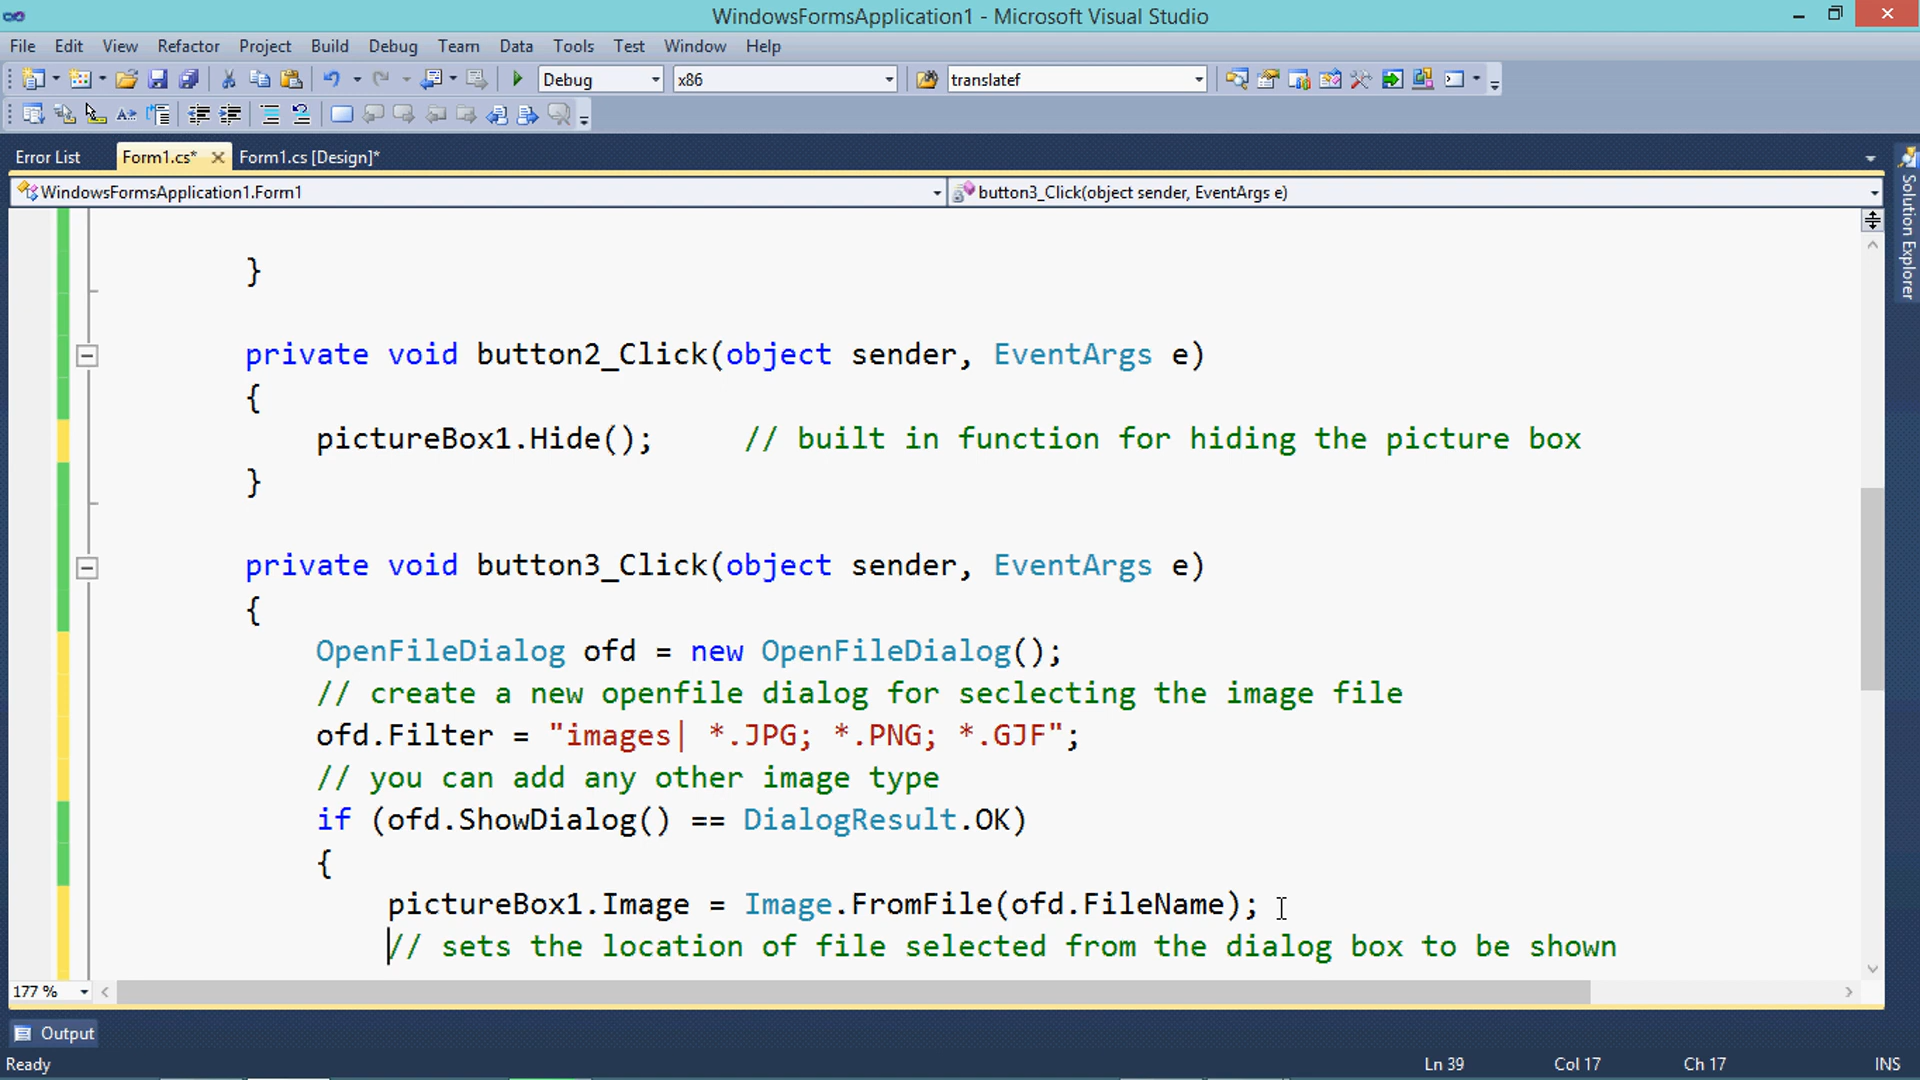 WindowsFormsApplication1 - Microsoft Visual Studio
File Edit View Refactor Project Build Debug Team Data Tools Test Window Help
Debug x86 translatef
Error List Form1.cs* Form1.cs [Design]*
WindowsFormsApplication1.Form1 button3_Click(object sender, EventArgs e)
Solution Explorer
}
private void button2_Click(object sender, EventArgs e)
{
pictureBox1.Hide(); // built in function for hiding the picture box
}
private void button3_Click(object sender, EventArgs e)
{
OpenFileDialog ofd = new OpenFileDialog();
// create a new openfile dialog for seclecting the image file
ofd.Filter = "images| *.JPG; *.PNG; *.GJF";
// you can add any other image type
if (ofd.ShowDialog() == DialogResult.OK)
{
pictureBox1.Image = Image.FromFile(ofd.FileName);
// sets the location of file selected from the dialog box to be shown
177 %
Output
Ready Ln 39 Col 17 Ch 17 INS